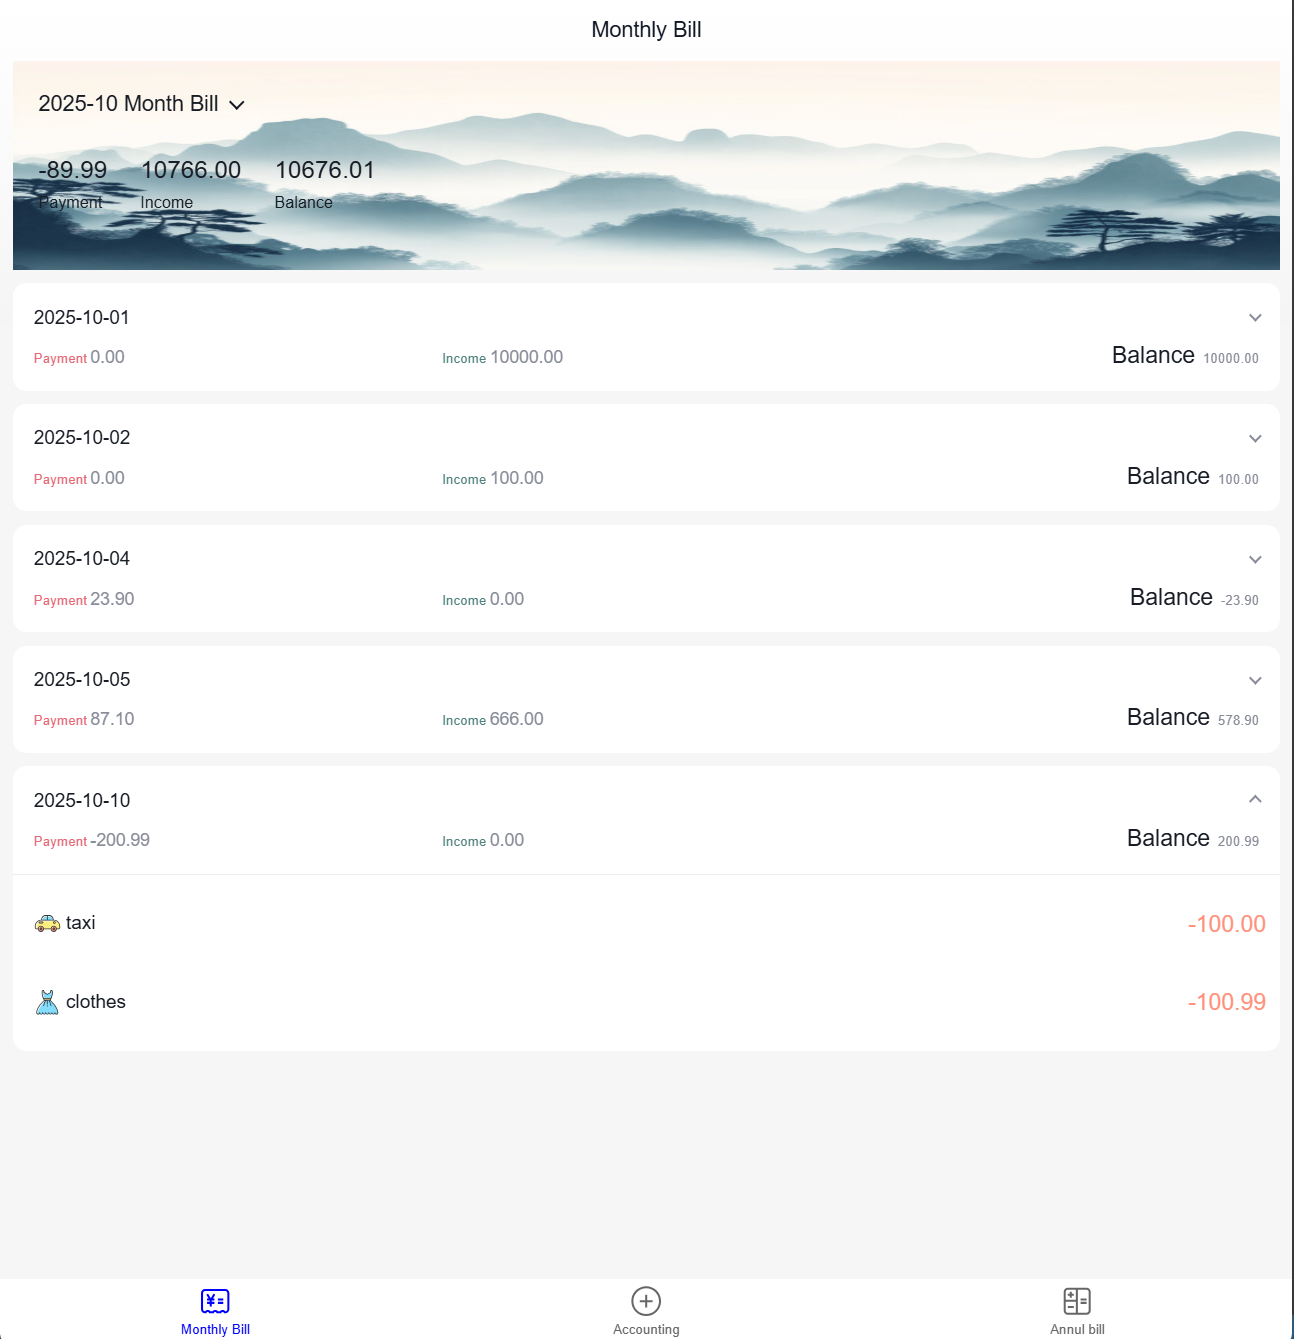 Monthly Bill
2025-10 Month Bill
-89.99 10766.00 10676.01
Payment Income Balance
2025-10-01
Payment 0.00 Income 10000.00 Balance 10000.00
2025-10-02
Payment 0.00 Income 100.00 Balance 100.00
2025-10-04
Payment 23.90 Income 0.00 Balance -23.90
2025-10-05
Payment 87.10 Income 666.00 Balance 578.90
2025-10-10
Payment -200.99 Income 0.00 Balance 200.99
taxi -100.00
clothes -100.99
Monthly Bill Accounting Annul bill